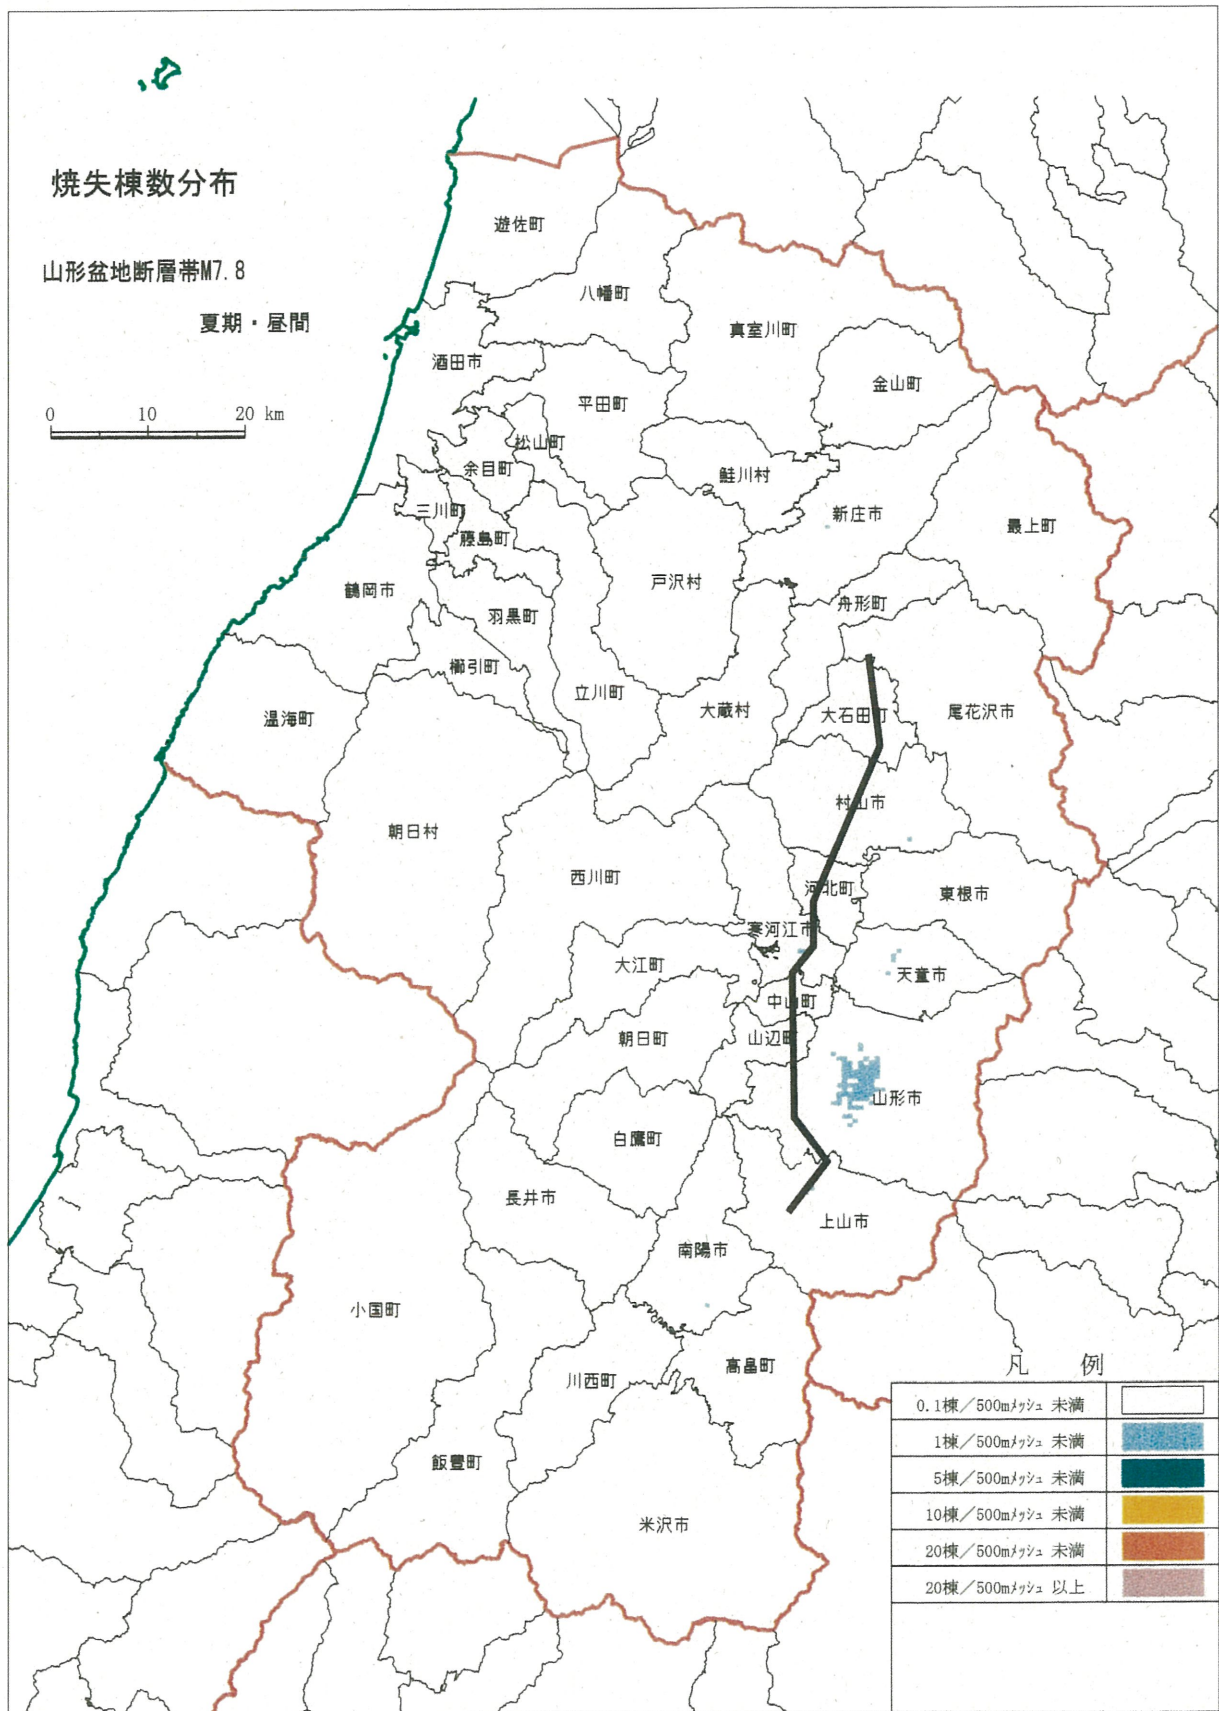 焼失棟数分布
山形盆地断層帯M7.8
夏期・昼間
0 10 20 km
遊佐町
八幡町
真室川町
酒田市
金山町
平田町
松山町
余目町
鮭川村
三川町
新庄市
最上町
藤島町
戸沢村
鶴岡市
舟形町
羽黒町
櫛引町
立川町
大蔵村
温海町
大石田町
尾花沢市
村山市
朝日村
西川町
河北町
東根市
寒河江市
大江町
天童市
中山町
朝日町
山辺町
山形市
白鷹町
長井市
上山市
南陽市
小国町
高畠町
川西町
飯豊町
米沢市
凡 例
0.1棟/500mメッシュ 未満
1棟/500mメッシュ 未満
5棟/500mメッシュ 未満
10棟/500mメッシュ 未満
20棟/500mメッシュ 未満
20棟/500mメッシュ 以上